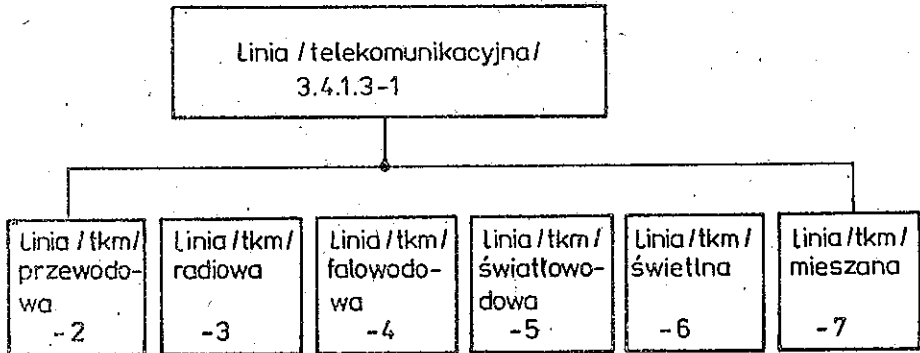 Linia /telekomunikacyjna/
3.4.1.3-1
Linia /tkm/
przewodo-
wa
-2
Linia /tkm/
radiowa
-3
Linia /tkm/
falowodo-
wa
-4
Linia /tkm/
światłowo-
dowa
-5
Linia /tkm/
świetlna
-6
Linia /tkm/
mieszana
-7